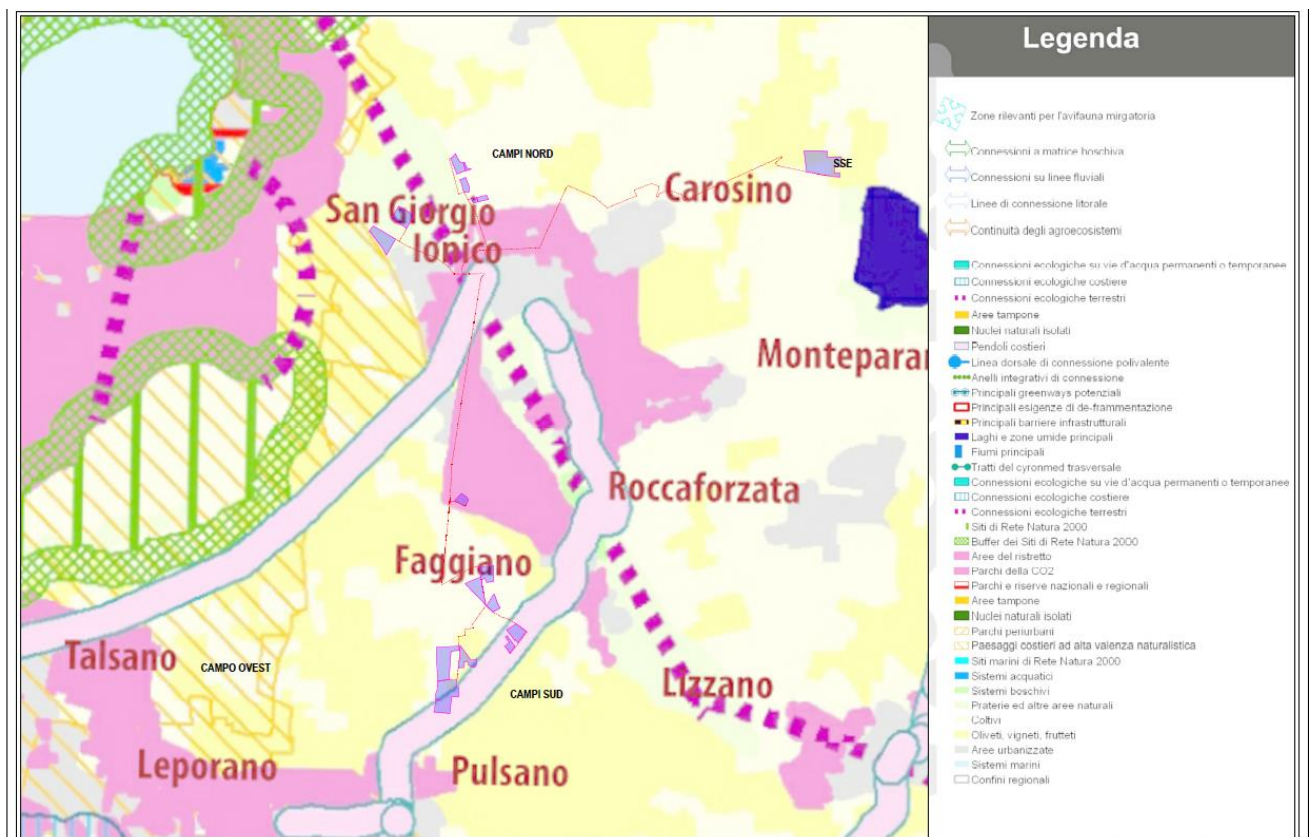 Legenda
Zone rilevanti per l'avifauna mirgatoria
Connessioni a matrice boschiva
Connessioni su linee fluviali
Linee di connessione litorale
Continuità degli agroecosistemi
Connessioni ecologiche su vie d'acqua permanenti o temporanee
Connessioni ecologiche costiere
Connessioni ecologiche terrestri
Aree tampone
Nuclei naturali isolati
Pendoli costieri
Linea dorsale di connessione polivalente
Anelli integrativi di connessione
Principali greenways potenziali
Principali esigenze di de-frammentazione
Principali barriere infrastrutturali
Laghi e zone umide principali
Fiumi principali
Tratti del cyronmed trasversale
Connessioni ecologiche su vie d'acqua permanenti o temporanee
Connessioni ecologiche costiere
Connessioni ecologiche terrestri
Siti di Rete Natura 2000
Buffer dei Siti di Rete Natura 2000
Aree del ristretto
Parchi della CO2
Parchi e riserve nazionali e regionali
Aree tampone
Nuclei naturali isolati
Parchi periurbani
Paesaggi costieri ad alta valenza naturalistica
Siti marini di Rete Natura 2000
Sistemi acquatici
Sistemi boschivi
Praterie ed altre aree naturali
Coltivi
Oliveti, vigneti, frutteti
Aree urbanizzate
Sistemi marini
Confini regionali
CAMPI NORD
SSE
Carosino
San Giorgio
Ionico
Monteparan
Roccaforzata
Faggiano
Talsano
CAMPO OVEST
CAMPI SUD
Lizzano
Leporano
Pulsano